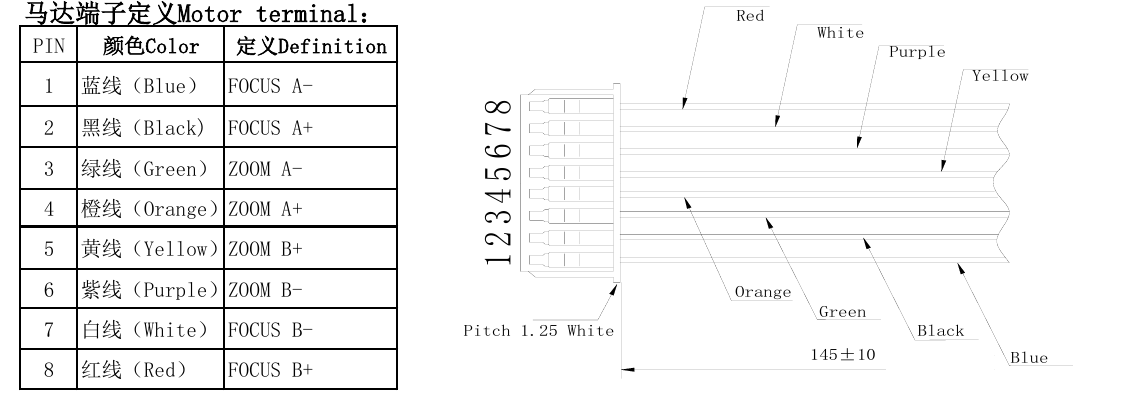 马达端子定义Motor terminal:
PIN 颜色Color 定义Definition
1 蓝线（Blue） FOCUS A-
2 黑线（Black) FOCUS A+
3 绿线（Green） ZOOM A-
4 橙线（Orange） ZOOM A+
5 黄线（Yellow） ZOOM B+
6 紫线（Purple） ZOOM B-
7 白线（White） FOCUS B-
8 红线（Red） FOCUS B+
Red
White
Purple
Yellow
12345678
Orange
Green
Black
Blue
Pitch 1.25 White
145±10